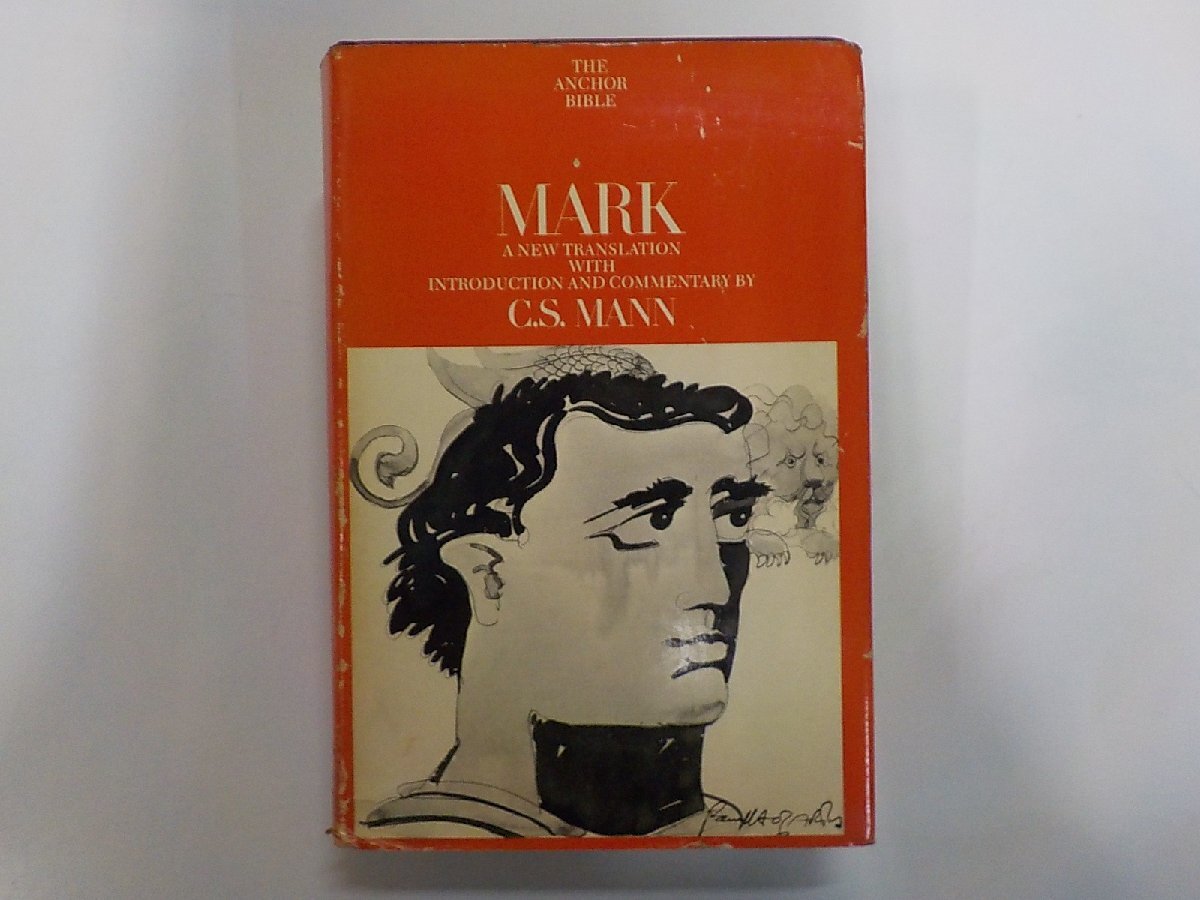 THE
ANCHOR
BIBLE
MARK
A NEW TRANSLATION
WITH
INTRODUCTION AND COMMENTARY BY
C.S. MANN